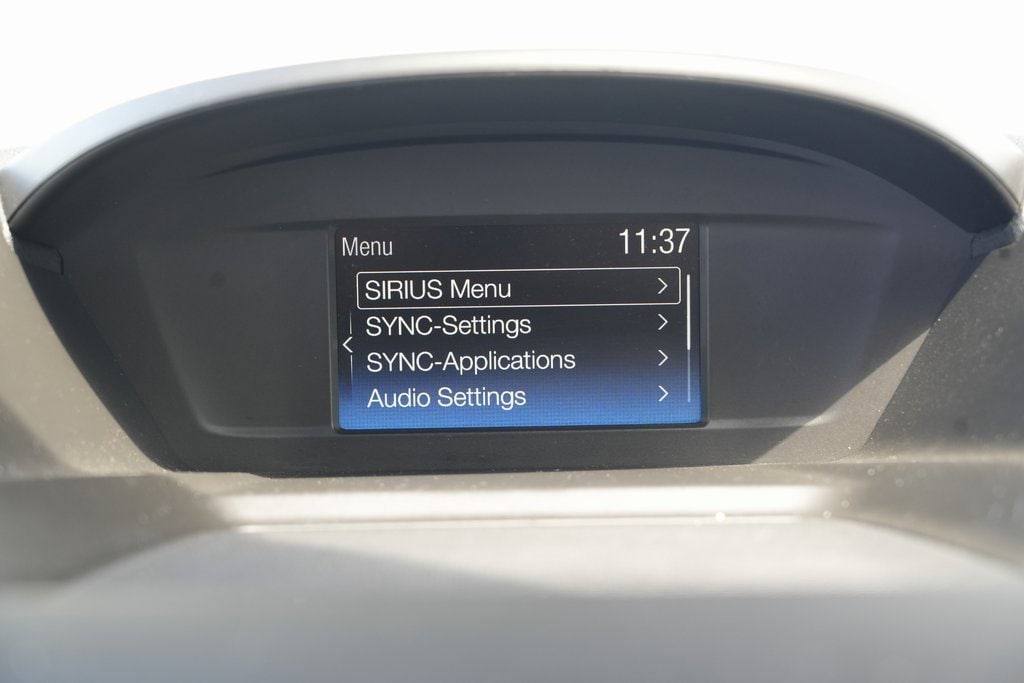 Menu 11:37
SIRIUS Menu
SYNC-Settings
SYNC-Applications
Audio Settings